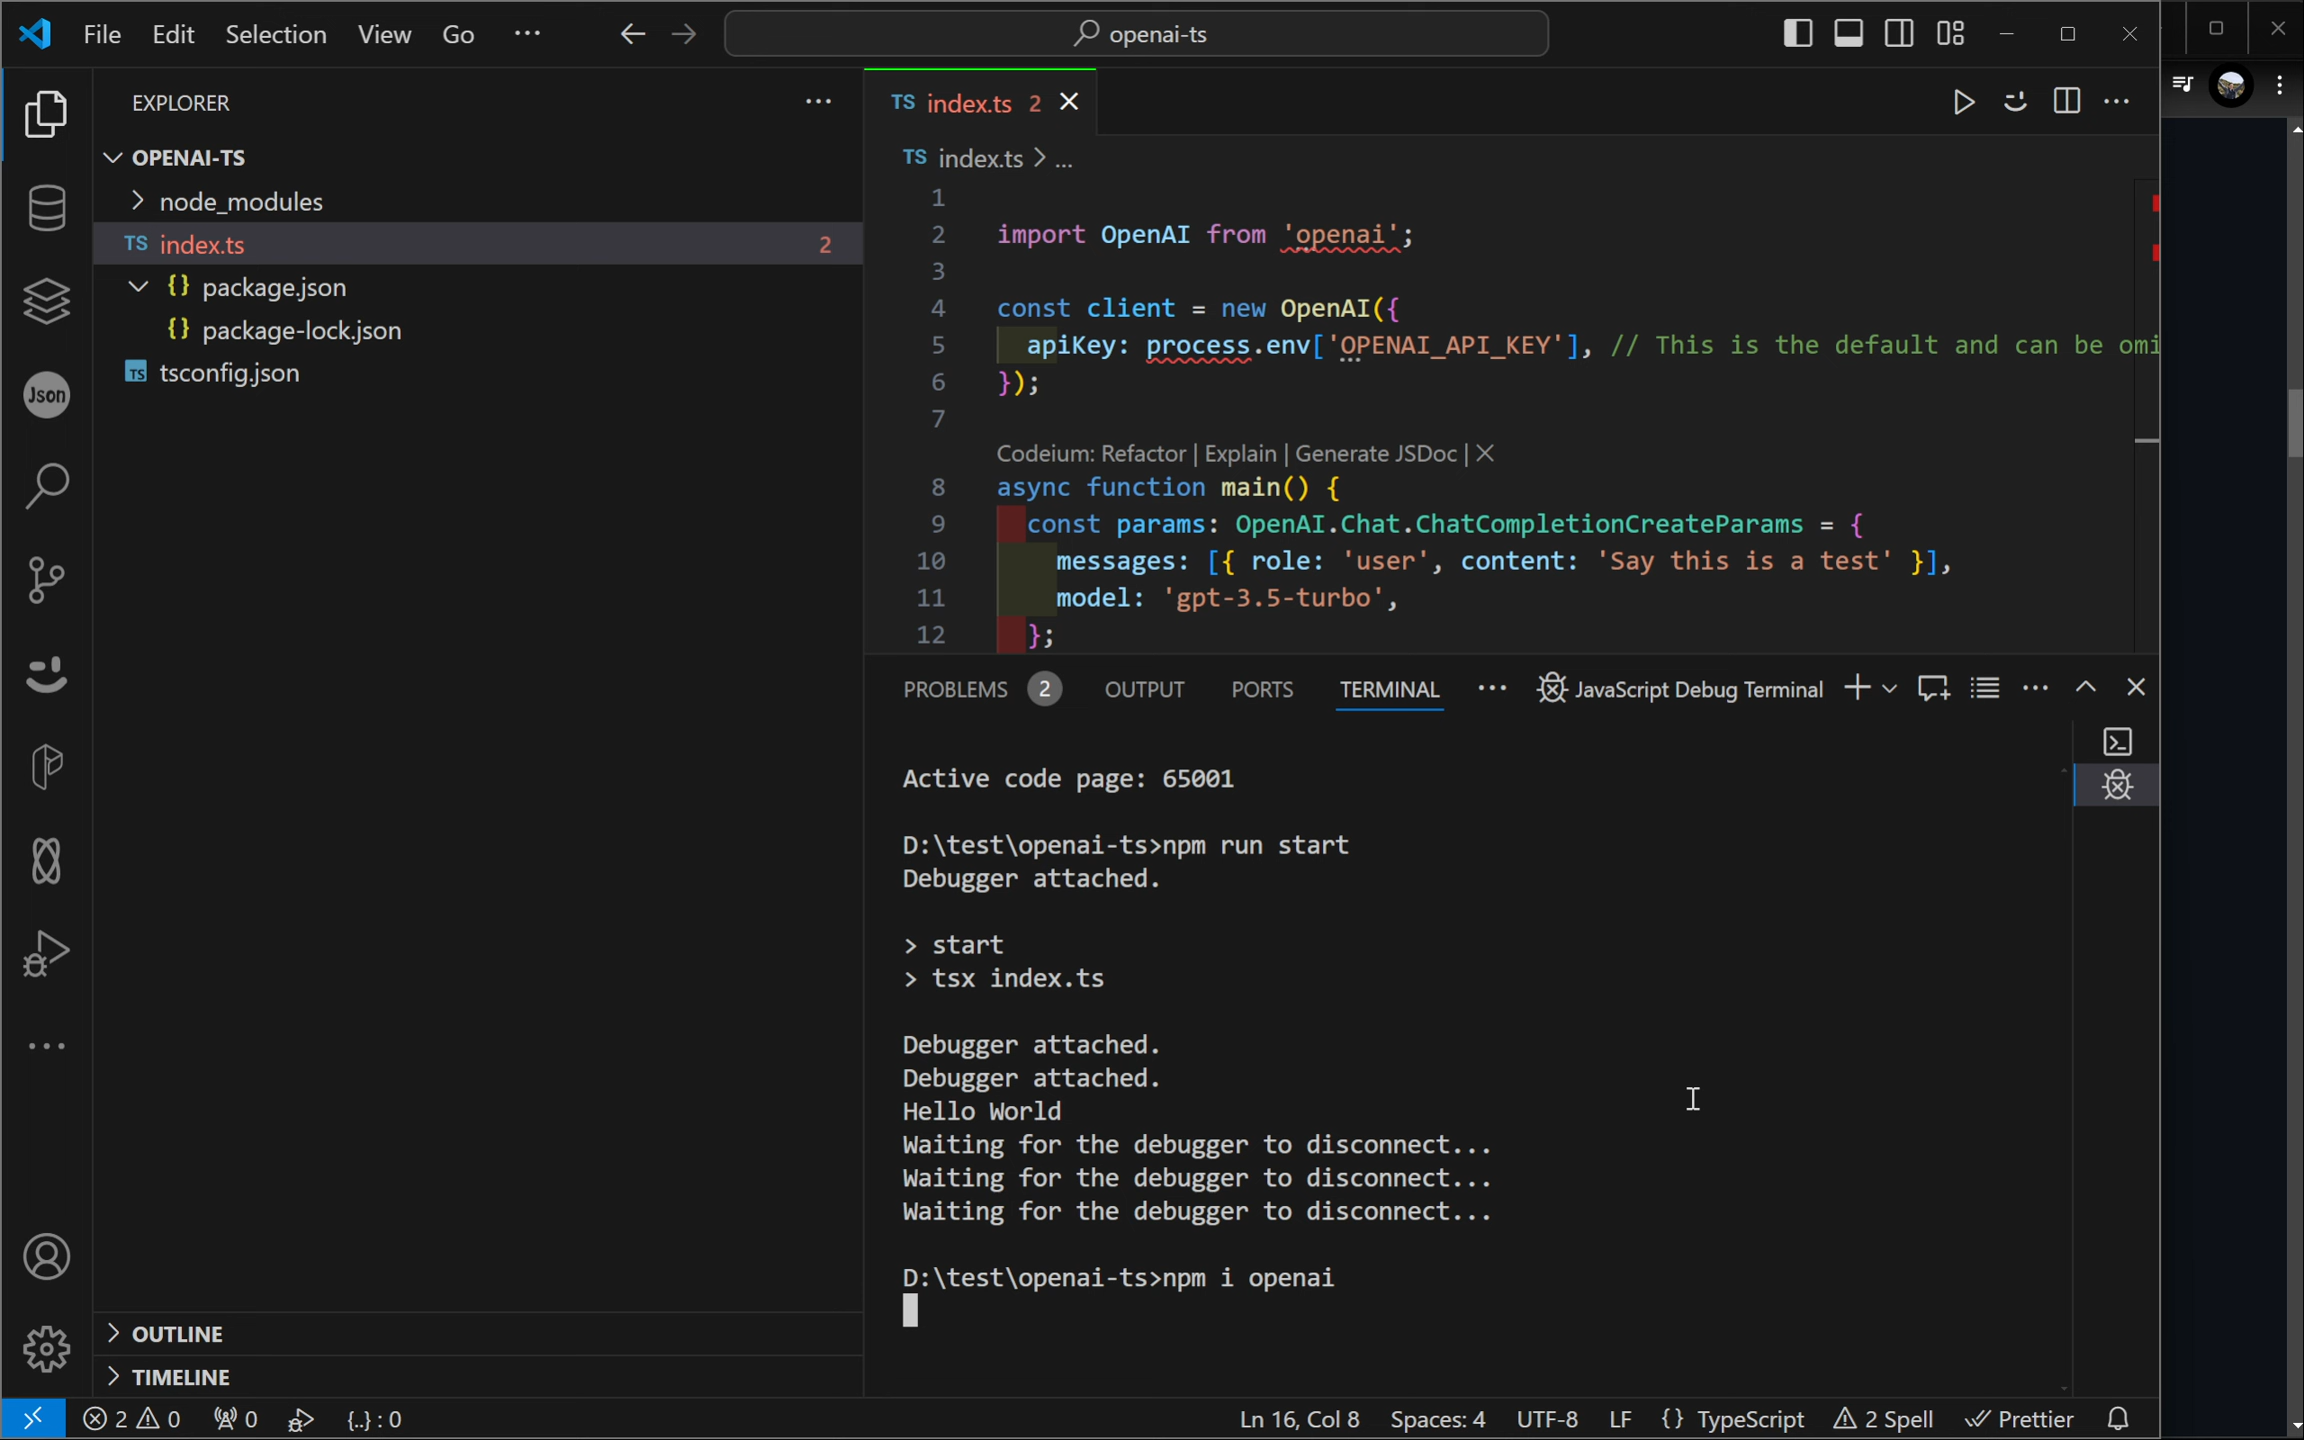 File Edit Selection View Go ···
openai-ts
EXPLORER
OPENAI-TS
node_modules
TS index.ts 2
{} package.json
{} package-lock.json
TS tsconfig.json
Json
OUTLINE
TIMELINE
TS index.ts 2
TS index.ts > ...
1
2 import OpenAI from 'openai';
3
4 const client = new OpenAI({
5 apiKey: process.env['OPENAI_API_KEY'], // This is the default and can be omi
6 });
7
Codeium: Refactor | Explain | Generate JSDoc | X
8 async function main() {
9 const params: OpenAI.Chat.ChatCompletionCreateParams = {
10 messages: [{ role: 'user', content: 'Say this is a test' }],
11 model: 'gpt-3.5-turbo',
12 };
PROBLEMS 2 OUTPUT PORTS TERMINAL ··· JavaScript Debug Terminal
Active code page: 65001
D:\test\openai-ts>npm run start
Debugger attached.
> start
> tsx index.ts
Debugger attached.
Debugger attached.
Hello World
Waiting for the debugger to disconnect...
Waiting for the debugger to disconnect...
Waiting for the debugger to disconnect...
D:\test\openai-ts>npm i openai
2 0 0 {..} : 0 Ln 16, Col 8 Spaces: 4 UTF-8 LF {} TypeScript 2 Spell Prettier